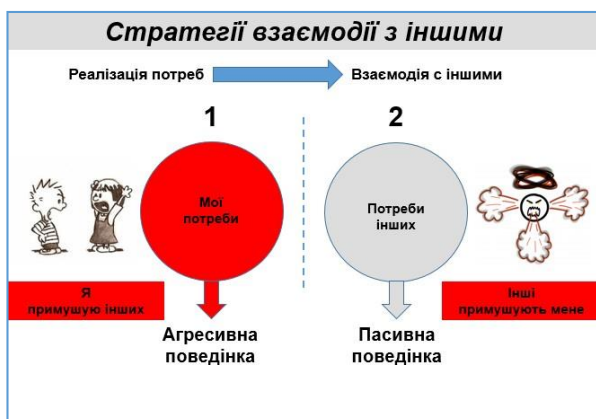 Стратегії взаємодії з іншими
Реалізація потреб
Взаємодія с іншими
1
2
Мої
потреби
Потреби
інших
Я
примушую інших
Інші
примушують мене
Агресивна
поведінка
Пасивна
поведінка